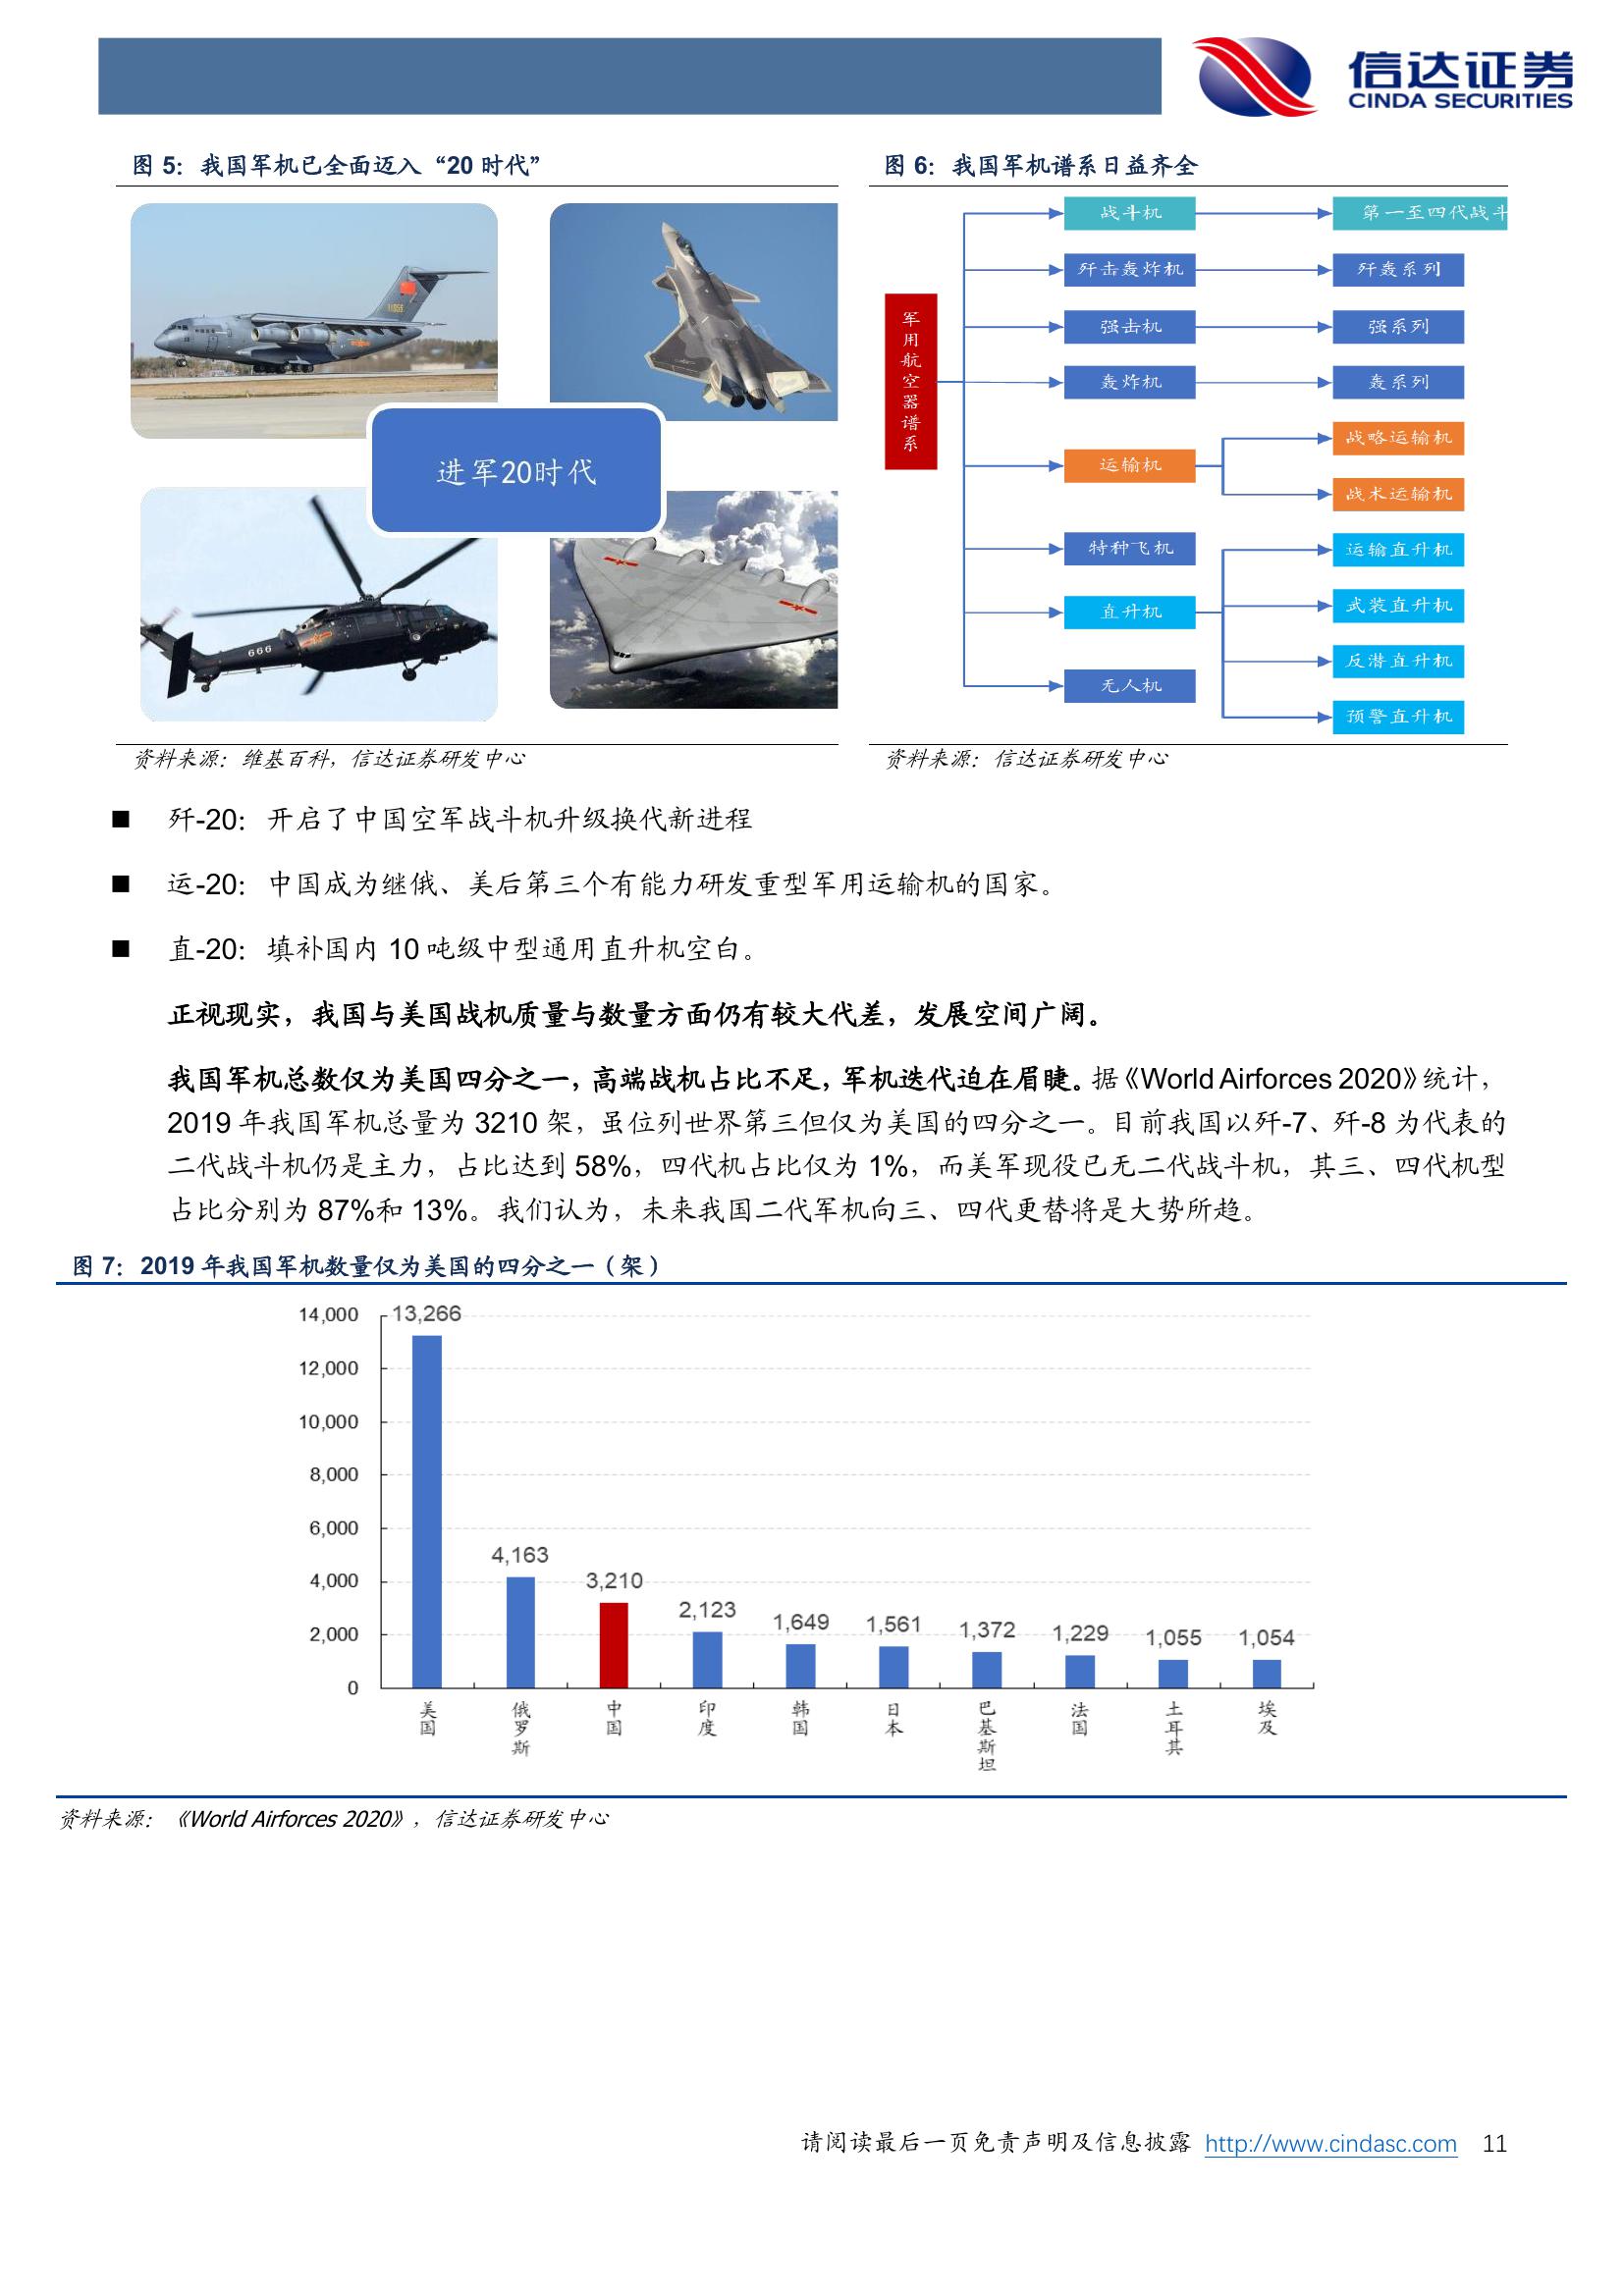 信达证券
CINDA SECURITIES
图 5：我国军机已全面迈入“20 时代”
进军20时代
666
资料来源：维基百科，信达证券研发中心
图 6：我国军机谱系日益齐全
军用航空器谱系
战斗机
第一至四代战斗
歼击轰炸机
歼轰系列
强击机
强系列
轰炸机
轰系列
运输机
战略运输机
战术运输机
特种飞机
直升机
运输直升机
武装直升机
反潜直升机
预警直升机
无人机
资料来源：信达证券研发中心
■ 歼-20：开启了中国空军战斗机升级换代新进程
■ 运-20：中国成为继俄、美后第三个有能力研发重型军用运输机的国家。
■ 直-20：填补国内 10 吨级中型通用直升机空白。
正视现实，我国与美国战机质量与数量方面仍有较大代差，发展空间广阔。
我国军机总数仅为美国四分之一，高端战机占比不足，军机迭代迫在眉睫。据《World Airforces 2020》统计，
2019 年我国军机总量为 3210 架，虽位列世界第三但仅为美国的四分之一。目前我国以歼-7、歼-8 为代表的
二代战斗机仍是主力，占比达到 58%，四代机占比仅为 1%，而美军现役已无二代战斗机，其三、四代机型
占比分别为 87%和 13%。我们认为，未来我国二代军机向三、四代更替将是大势所趋。
图 7：2019 年我国军机数量仅为美国的四分之一（架）
14,000
12,000
10,000
8,000
6,000
4,000
2,000
0
13,266
4,163
3,210
2,123
1,649
1,561
1,372
1,229
1,055
1,054
美国
俄罗斯
中国
印度
韩国
日本
巴基斯坦
法国
土耳其
埃及
资料来源：《World Airforces 2020》，信达证券研发中心
请阅读最后一页免责声明及信息披露 http://www.cindasc.com 11